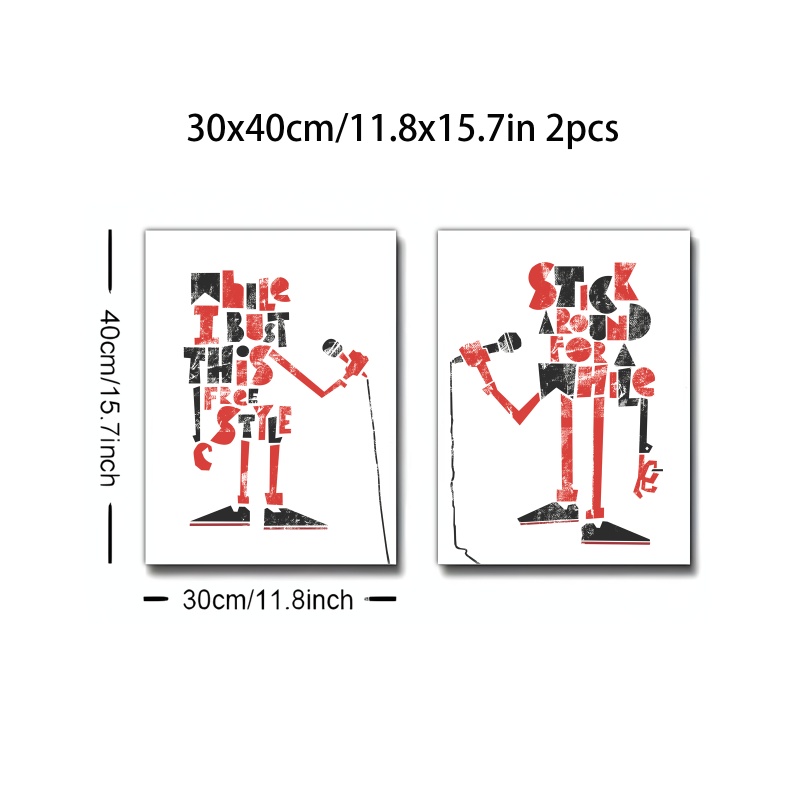 30x40cm/11.8x15.7in 2pcs
40cm/15.7inch
While
I BUST
THiS
FREE
STYLE
STiCK
AROUND
FOR A
WHiLe
30cm/11.8inch